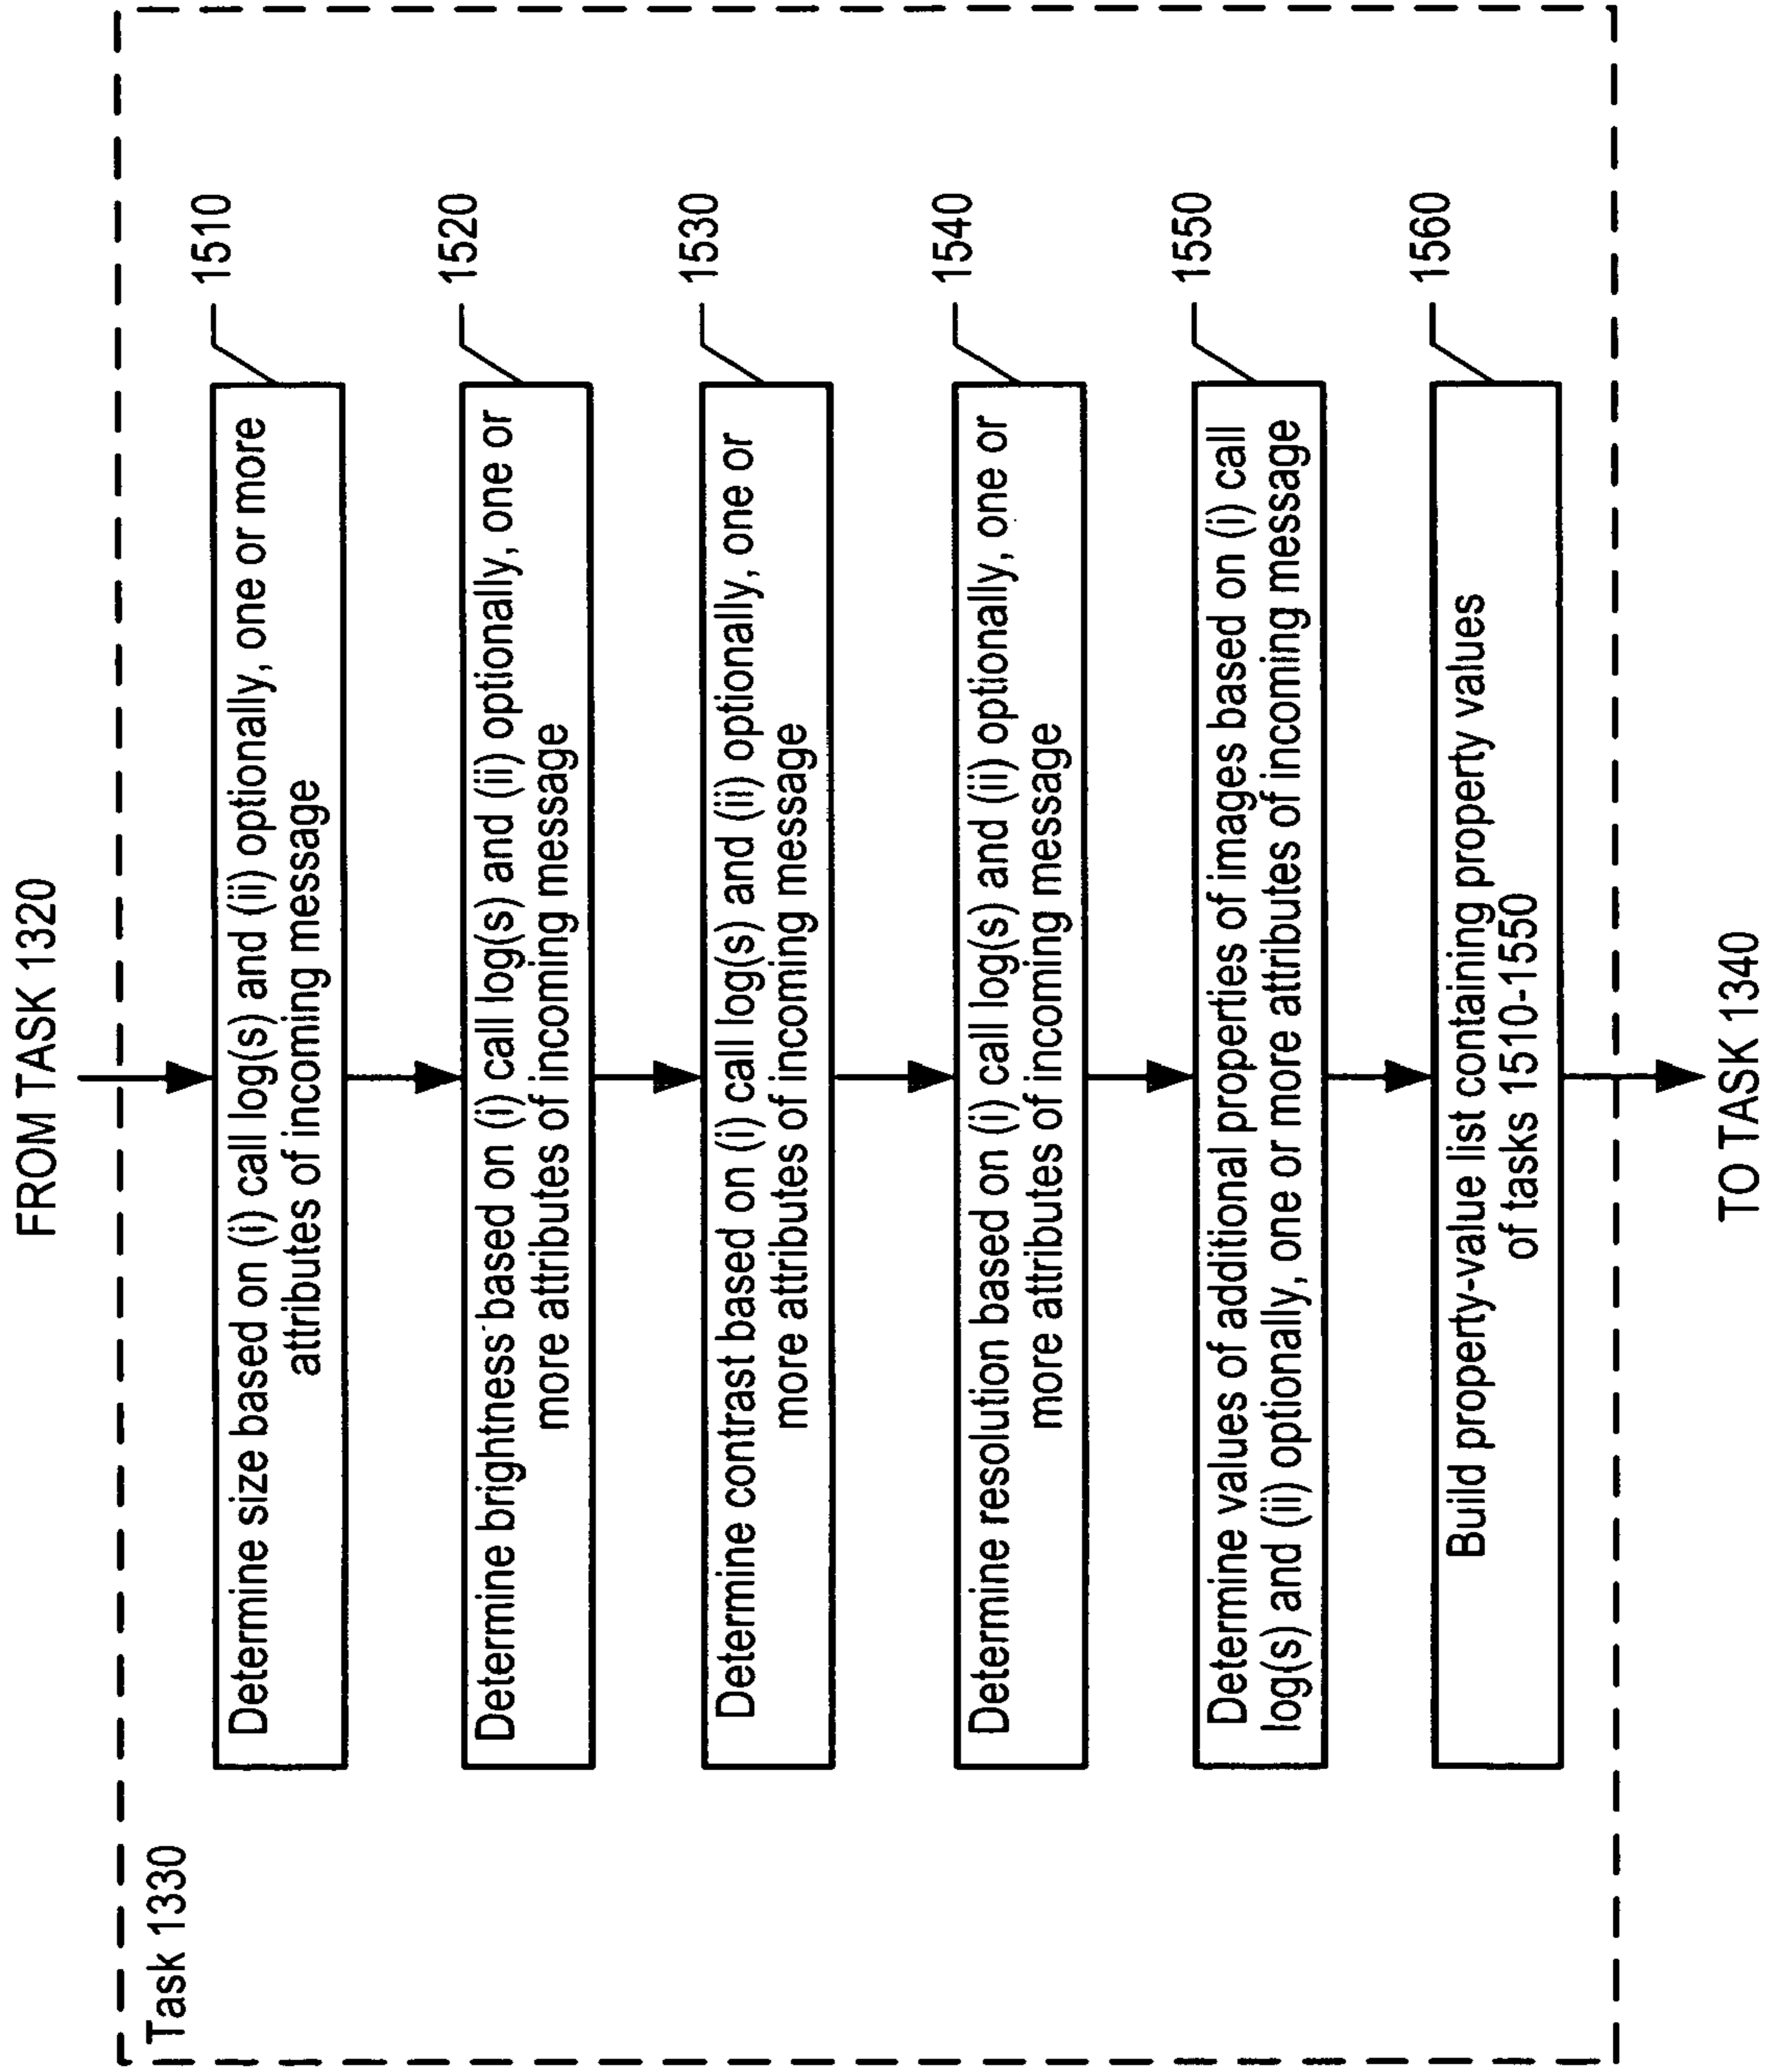 FROM TASK 1320
Task 1330
Determine size based on (i) call log(s) and (ii) optionally, one or more
attributes of incoming message
1510
Determine brightness based on (i) call log(s) and (ii) optionally, one or
more attributes of incoming message
1520
Determine contrast based on (i) call log(s) and (ii) optionally, one or
more attributes of incoming message
1530
Determine resolution based on (i) call log(s) and (ii) optionally, one or
more attributes of incoming message
1540
Determine values of additional properties of images based on (i) call
log(s) and (ii) optionally, one or more attributes of incoming message
1550
Build property-value list containing property values
of tasks 1510-1550
1560
TO TASK 1340